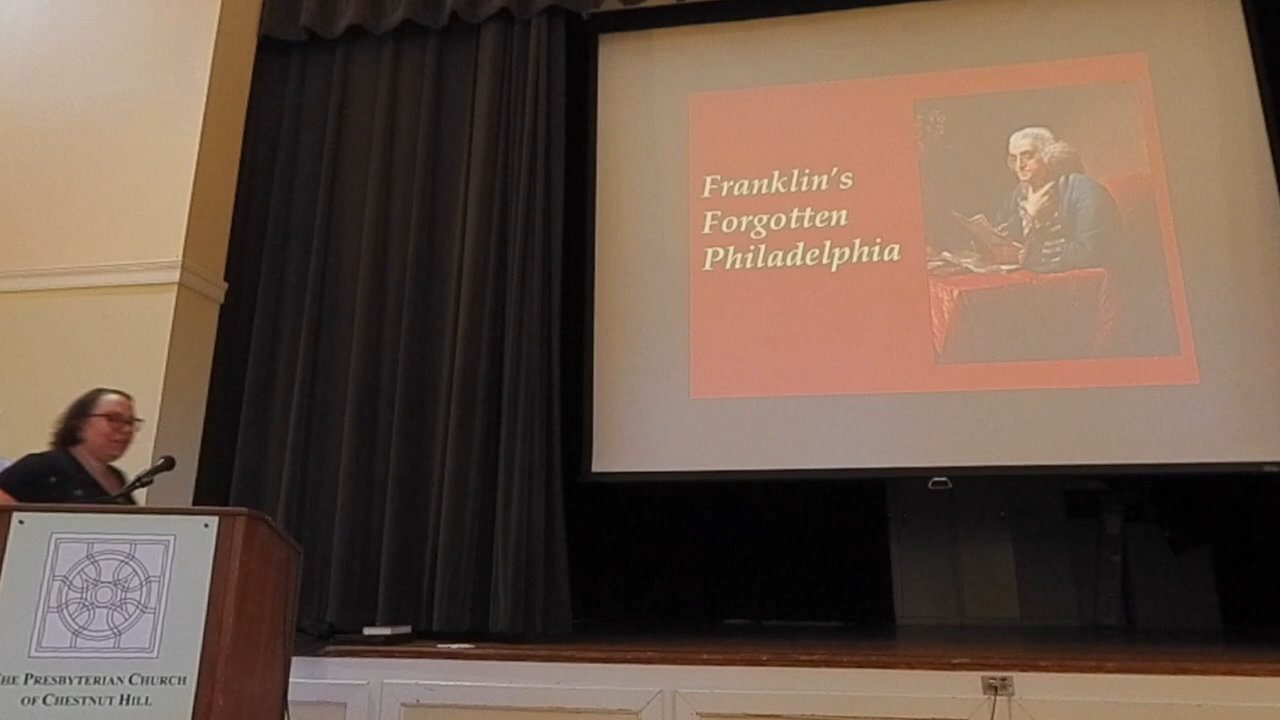 Franklin's
Forgotten
Philadelphia
THE PRESBYTERIAN CHURCH
OF CHESTNUT HILL